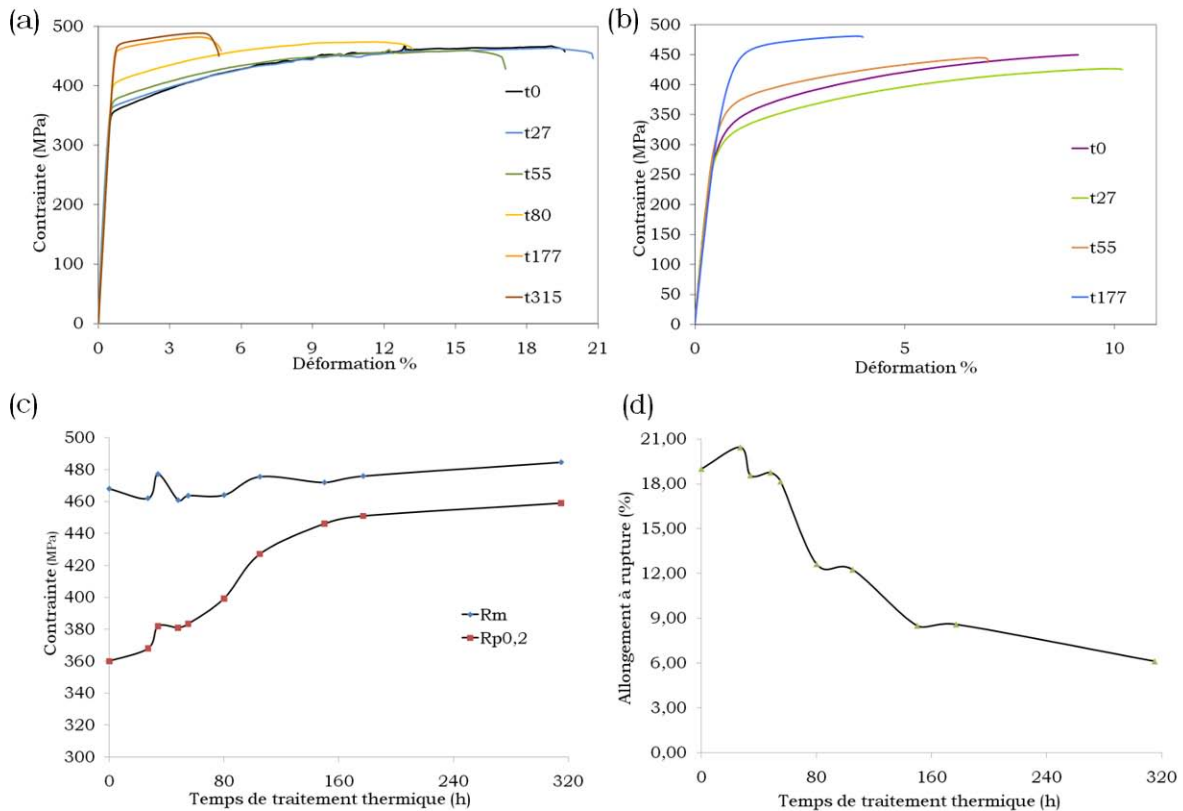 (a)
500
400
300
200
100
0
Contrainte (MPa)
0 3 6 9 12 15 18 21
Déformation %
t0
t27
t55
t80
t177
t315
(b)
500
450
400
350
300
250
200
150
100
50
0
Contrainte (MPa)
0 5 10
Déformation %
t0
t27
t55
t177
(c)
500
480
460
440
420
400
380
360
340
320
300
Contrainte (MPa)
0 80 160 240 320
Temps de traitement thermique (h)
Rm
Rp0,2
(d)
21,00
18,00
15,00
12,00
9,00
6,00
3,00
0,00
Allongement à rupture (%)
0 80 160 240 320
Temps de traitement thermique (h)